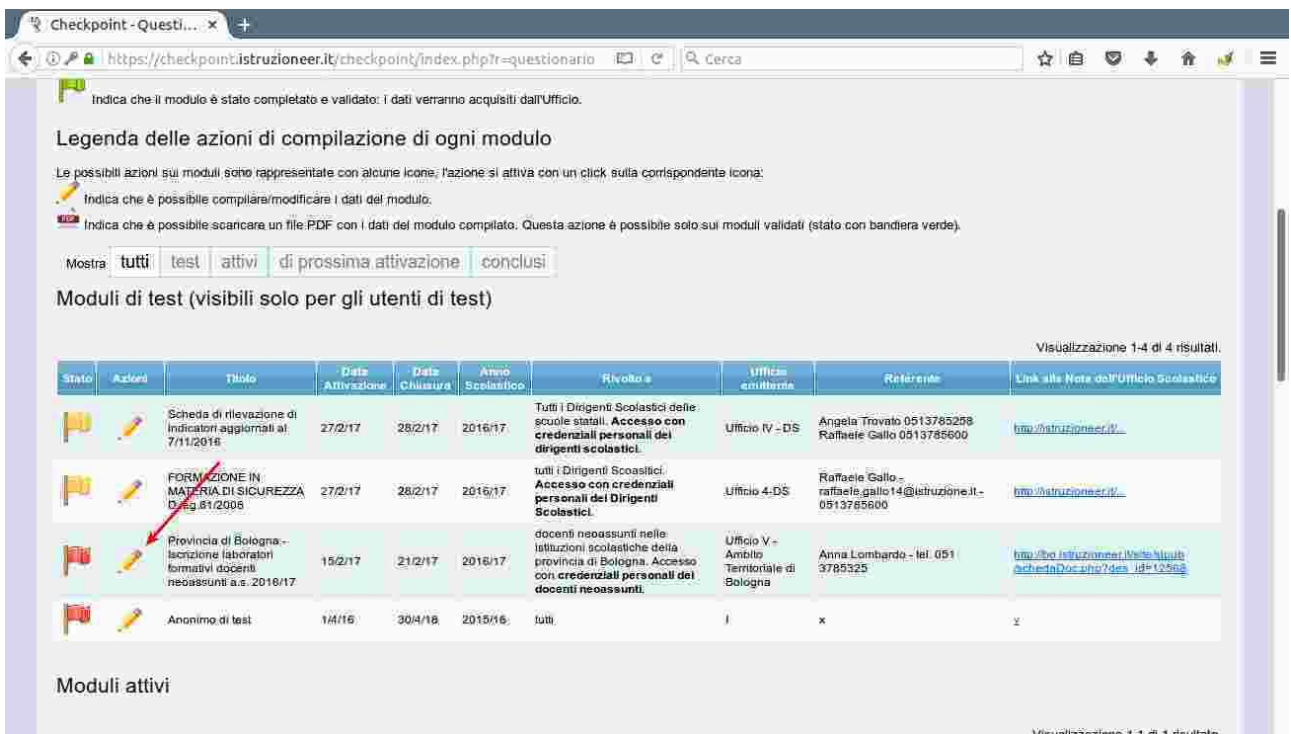 Checkpoint - Questi... × +
https://checkpoint.istruzioneer.it/checkpoint/index.php?r=questionario Cerca
Indica che il modulo è stato completato e validato: i dati verranno acquisiti dall'Ufficio.
Legenda delle azioni di compilazione di ogni modulo
Le possibili azioni sui moduli sono rappresentate con alcune icone, l'azione si attiva con un click sulla corrispondente icona:
Indica che è possibile compilare/modificare i dati del modulo.
PDF Indica che è possibile scaricare un file PDF con i dati del modulo compilato. Questa azione è possibile solo sui moduli validati (stato con bandiera verde).
Mostra tutti test attivi di prossima attivazione conclusi
Moduli di test (visibili solo per gli utenti di test)
Visualizzazione 1-4 di 4 risultati.
Stato Azioni Titolo Data Attivazione Data Chiusura Anno Scolastico Rivolto a Ufficio emittente Referente Link alla Nota dell'Ufficio Scolastico
Scheda di rilevazione di
indicatori aggiornati al
7/11/2016
27/2/17 28/2/17 2016/17
Tutti i Dirigenti Scolastici delle
scuole statali. Accesso con
credenziali personali dei
dirigenti scolastici.
Ufficio IV - DS
Angela Trovato 0513785258
Raffaele Gallo 0513785600
http://istruzioneer.it/...
FORMAZIONE IN
MATERIA DI SICUREZZA
D.Lg.81/2008
27/2/17 28/2/17 2016/17
tutti i Dirigenti Scoasltici.
Accesso con credenziali
personali dei Dirigenti
Scolastici.
Ufficio 4-DS
Raffaele Gallo -
raffaele.gallo14@istruzione.it -
0513785600
http://istruzioneer.it/...
Provincia di Bologna -
Iscrizione laboratori
formativi docenti
neoassunti a.s. 2016/17
15/2/17 21/2/17 2016/17
docenti neoassunti nelle
istituzioni scolastiche della
provincia di Bologna. Accesso
con credenziali personali dei
docenti neoassunti.
Ufficio V -
Ambito
Territoriale di
Bologna
Anna Lombardo - tel. 051
3785325
http://bo.istruzioneer.it/site/stpub
/schedaDoc.php?des_id=12568
Anonimo di test 1/4/16 30/4/18 2015/16 tutti x y
Moduli attivi
Visualizzazione 1-1 di 1 risultato.